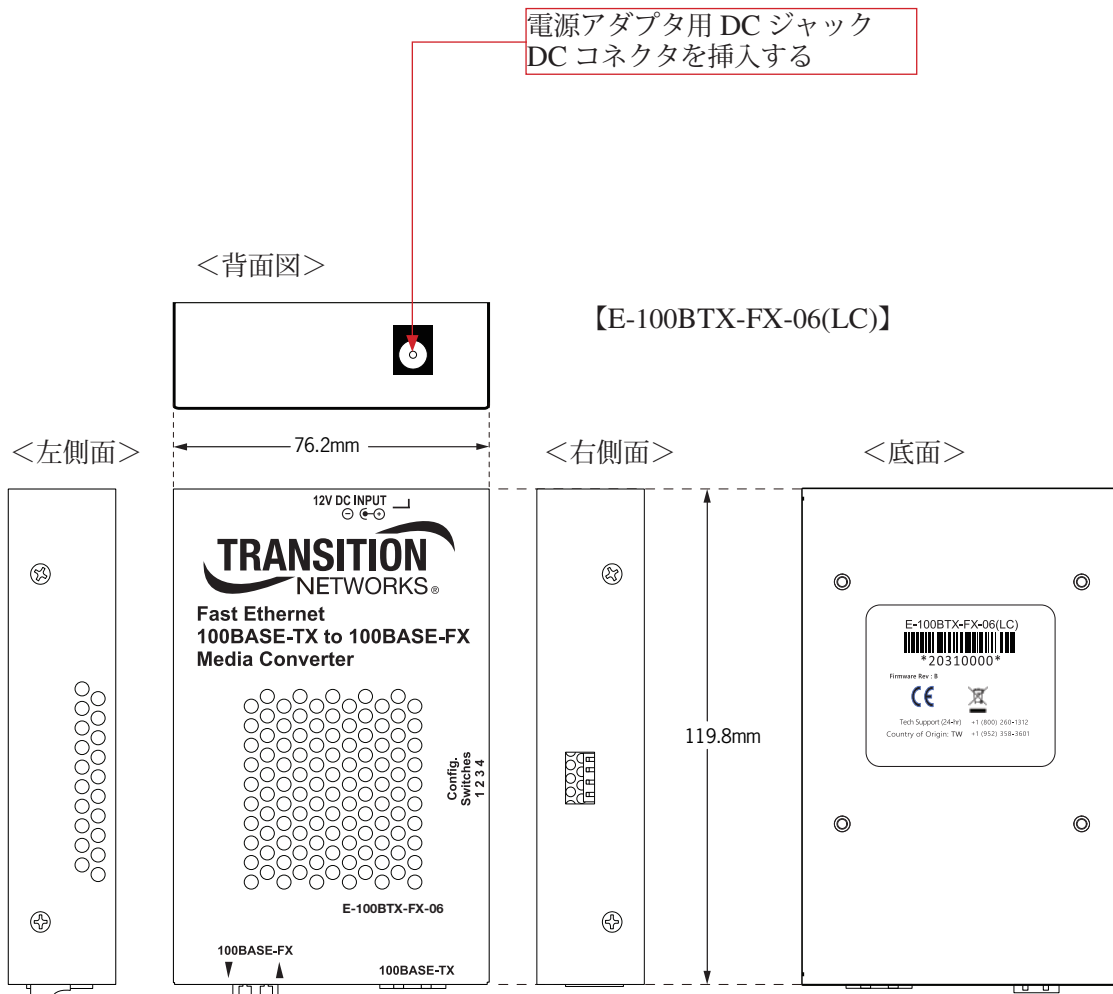 電源アダプタ用 DC ジャック
DC コネクタを挿入する
＜背面図＞
【E-100BTX-FX-06(LC)】
＜左側面＞
76.2mm
＜右側面＞
＜底面＞
12V DC INPUT
TRANSITION
NETWORKS®
Fast Ethernet
100BASE-TX to 100BASE-FX
Media Converter
Config.
Switches
1 2 3 4
E-100BTX-FX-06
100BASE-FX
100BASE-TX
119.8mm
E-100BTX-FX-06(LC)
*20310000*
Firmware Rev : B
CE
Tech Support (24-hr) +1 (800) 260-1312
Country of Origin: TW +1 (952) 358-3601